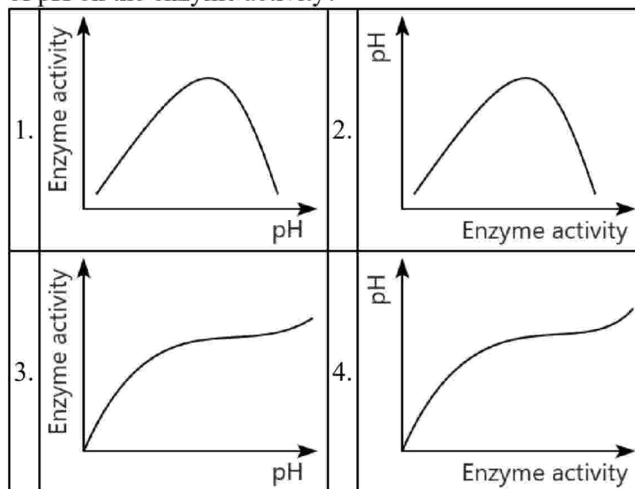 of pH on the enzyme activity?
1.
Enzyme activity
pH
2.
pH
Enzyme activity
3.
Enzyme activity
pH
4.
pH
Enzyme activity